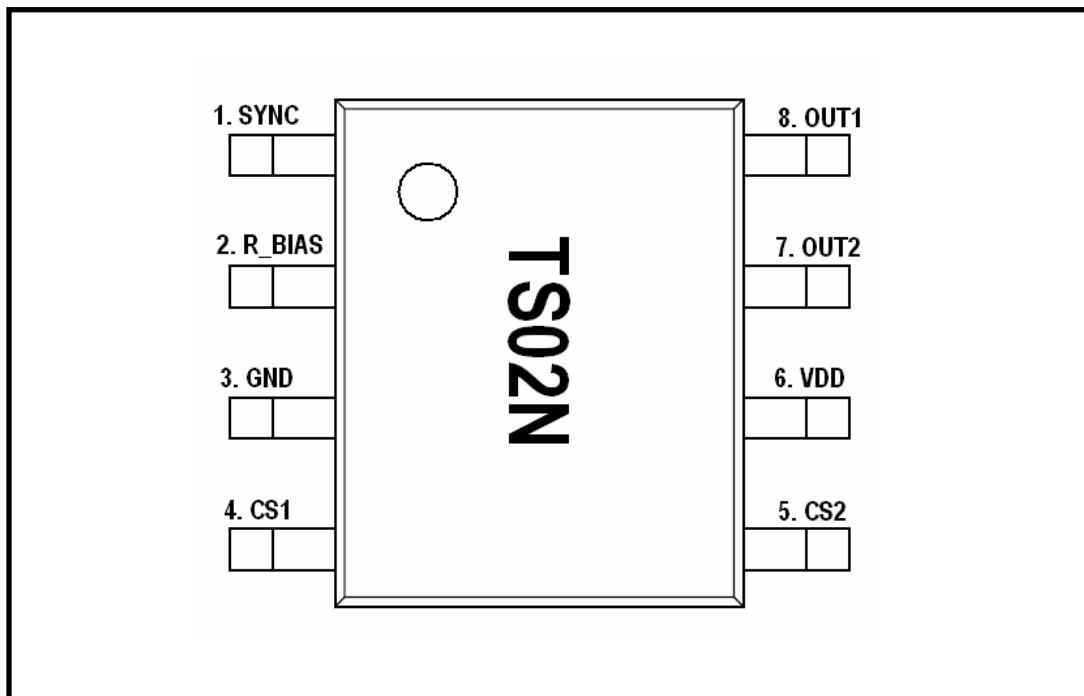 1. SYNC
2. R_BIAS
3. GND
4. CS1
TS02N
8. OUT1
7. OUT2
6. VDD
5. CS2